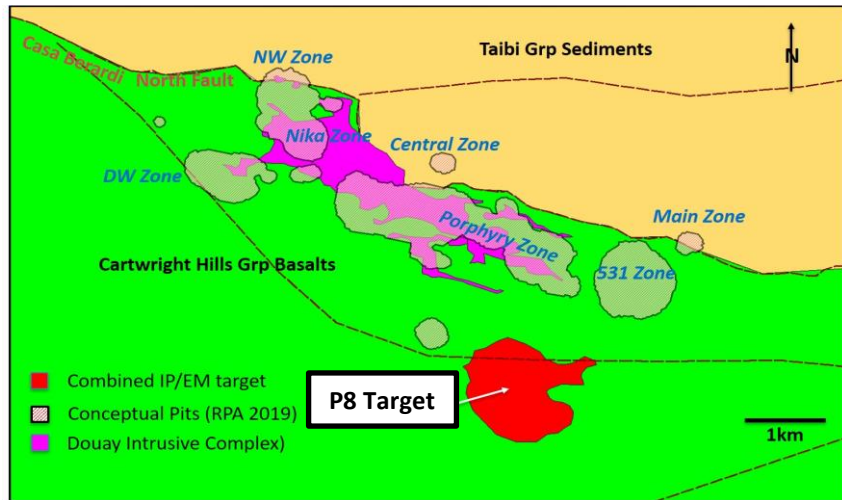 Taibi Grp Sediments
N
NW Zone
Casa Berardi North Fault
Nika Zone
Central Zone
DW Zone
Main Zone
Porphyry Zone
531 Zone
Cartwright Hills Grp Basalts
Combined IP/EM target
Conceptual Pits (RPA 2019)
Douay Intrusive Complex)
P8 Target
1km